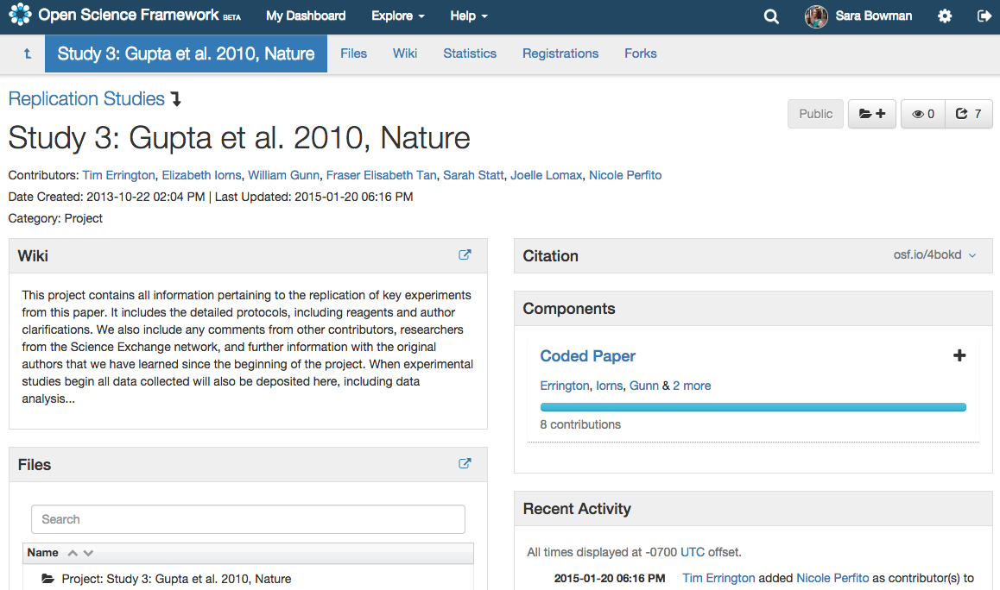 Open Science Framework BETA My Dashboard Explore Help Sara Bowman
Study 3: Gupta et al. 2010, Nature Files Wiki Statistics Registrations Forks
Replication Studies
Public 0 7
Study 3: Gupta et al. 2010, Nature
Contributors: Tim Errington, Elizabeth Iorns, William Gunn, Fraser Elisabeth Tan, Sarah Statt, Joelle Lomax, Nicole Perfito
Date Created: 2013-10-22 02:04 PM | Last Updated: 2015-01-20 06:16 PM
Category: Project
Wiki
This project contains all information pertaining to the replication of key experiments
from this paper. It includes the detailed protocols, including reagents and author
clarifications. We also include any comments from other contributors, researchers
from the Science Exchange network, and further information with the original
authors that we have learned since the beginning of the project. When experimental
studies begin all data collected will also be deposited here, including data
analysis...
Files
Search
Name
Project: Study 3: Gupta et al. 2010, Nature
Citation osf.io/4bokd
Components
Coded Paper
Errington, Iorns, Gunn & 2 more
8 contributions
Recent Activity
All times displayed at -0700 UTC offset.
2015-01-20 06:16 PM Tim Errington added Nicole Perfito as contributor(s) to